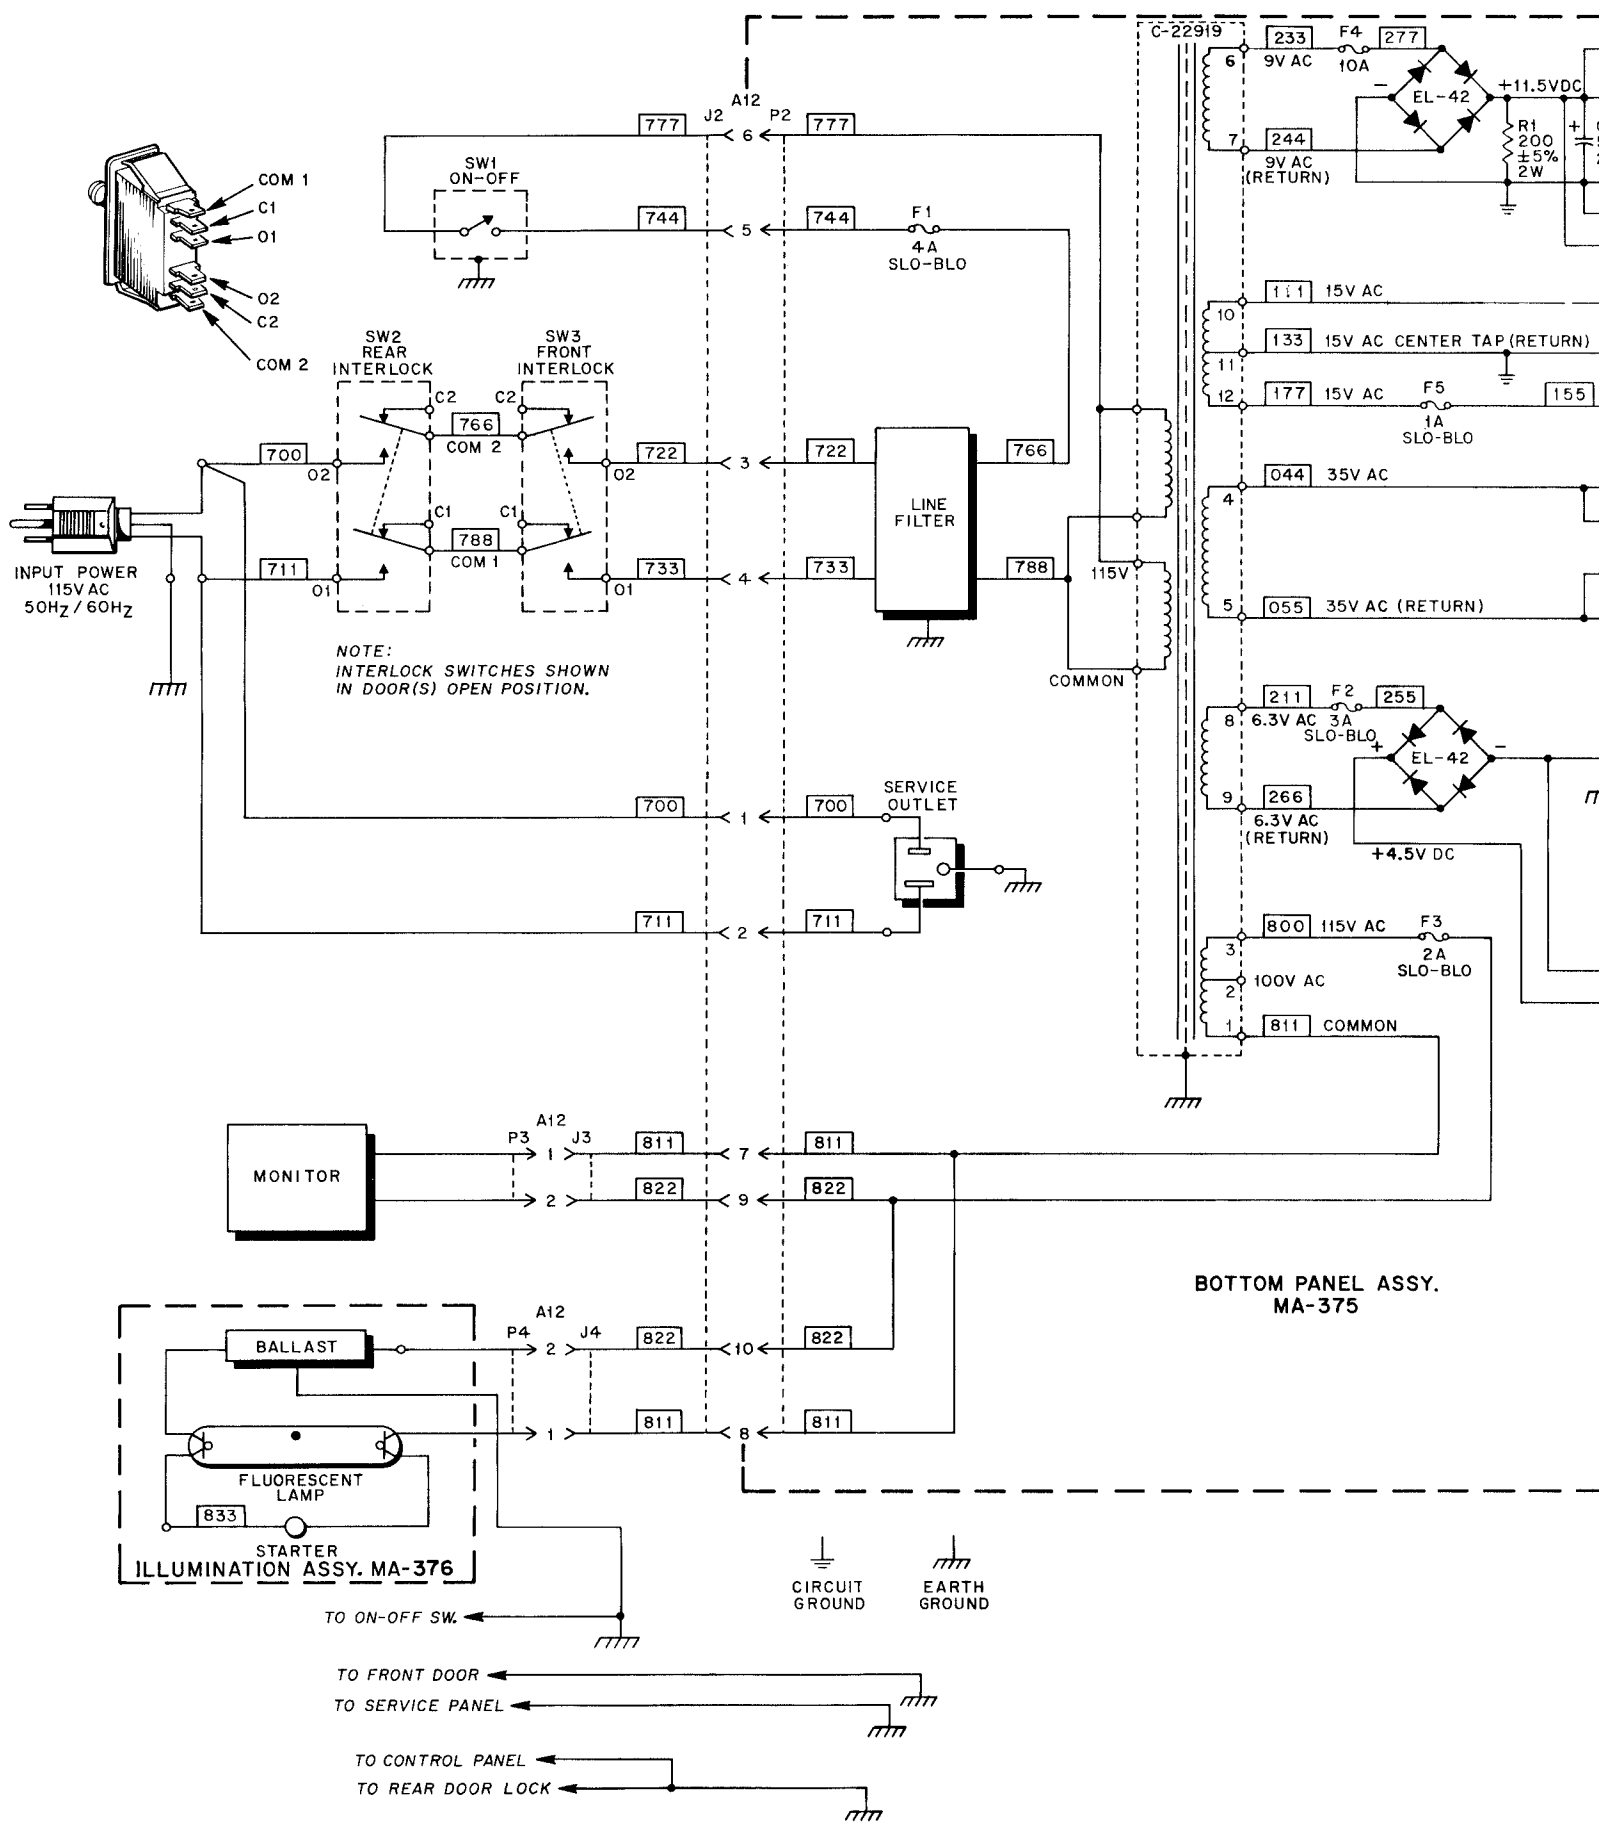 C-22919
6
233
9V AC
F4
10A
277
EL-42
-
+11.5VDC
R1
200
±5%
2W
+
7
244
9V AC
(RETURN)
A12
J2
P2
777
6
777
SW1
ON-OFF
744
5
744
F1
4A
SLO-BLO
COM 1
C1
O1
O2
C2
COM 2
10
111
15V AC
133
15V AC CENTER TAP (RETURN)
11
12
177
15V AC
F5
1A
SLO-BLO
155
SW2
REAR
INTERLOCK
SW3
FRONT
INTERLOCK
C2
C2
766
COM 2
700
O2
O2
722
3
722
766
LINE
FILTER
C1
C1
788
COM 1
711
O1
O1
733
4
733
788
115V
4
044
35V AC
5
055
35V AC (RETURN)
INPUT POWER
115V AC
50HZ / 60HZ
NOTE:
INTERLOCK SWITCHES SHOWN
IN DOOR(S) OPEN POSITION.
COMMON
211
F2
255
8
6.3V AC
3A
SLO-BLO
+
EL-42
-
9
266
6.3V AC
(RETURN)
+4.5V DC
SERVICE
OUTLET
700
1
700
711
2
711
800
115V AC
F3
2A
SLO-BLO
3
100V AC
2
1
811
COMMON
MONITOR
A12
P3
J3
1
811
7
811
2
822
9
822
BOTTOM PANEL ASSY.
MA-375
A12
P4
J4
BALLAST
2
822
10
822
1
811
8
811
FLUORESCENT
LAMP
833
STARTER
ILLUMINATION ASSY. MA-376
CIRCUIT
GROUND
EARTH
GROUND
TO ON-OFF SW.
TO FRONT DOOR
TO SERVICE PANEL
TO CONTROL PANEL
TO REAR DOOR LOCK